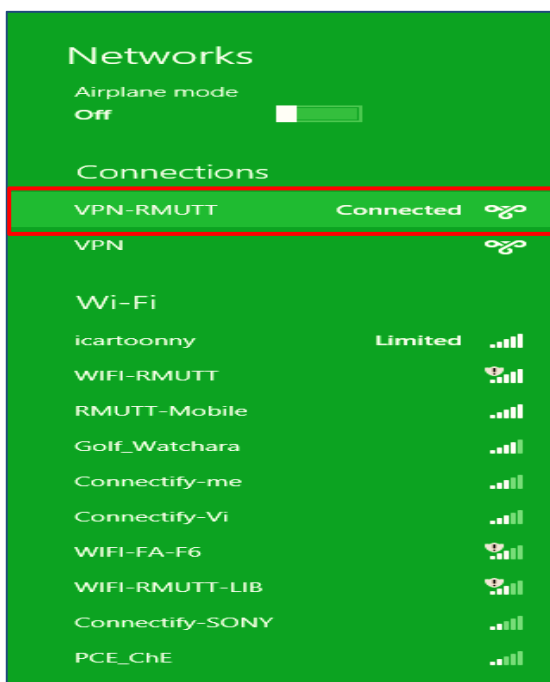 Networks
Airplane mode
Off
Connections
VPN-RMUTT Connected
VPN
Wi-Fi
icartoonny Limited
WIFI-RMUTT
RMUTT-Mobile
Golf_Watchara
Connectify-me
Connectify-Vi
WIFI-FA-F6
WIFI-RMUTT-LIB
Connectify-SONY
PCE_ChE